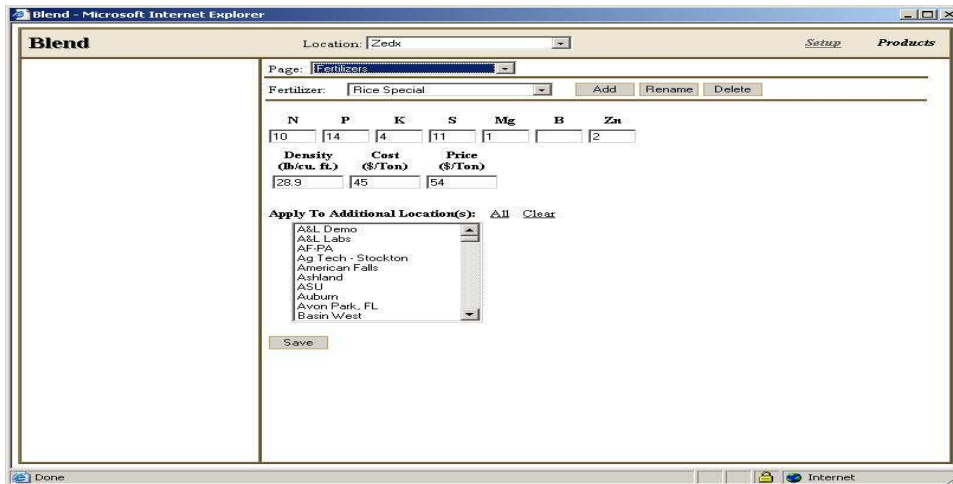 Blend - Microsoft Internet Explorer
Blend Location: Zedx Setup Products
Page: Fertilizers
Fertilizer: Rice Special Add Rename Delete
N P K S Mg B Zn
10 14 4 11 1 2
Density Cost Price
(lb/cu. ft.) ($/Ton) ($/Ton)
28.9 45 54
Apply To Additional Location(s): All Clear
A&L Demo
A&L Labs
AF-PA
Ag Tech - Stockton
American Falls
Ashland
ASU
Auburn
Avon Park, FL
Basin West
Save
Done Internet